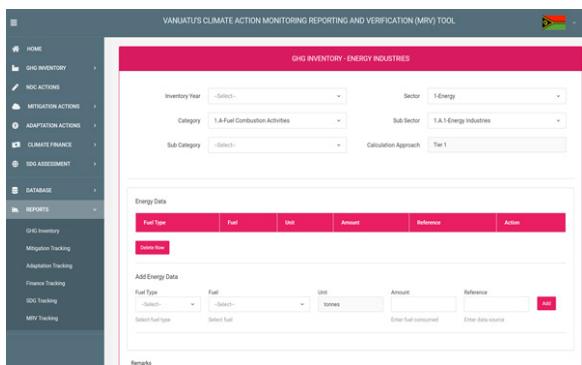 VANUATU'S CLIMATE ACTION MONITORING REPORTING AND VERIFICATION (MRV) TOOL
HOME
GHG INVENTORY
NDC ACTIONS
MITIGATION ACTIONS
ADAPTATION ACTIONS
CLIMATE FINANCE
SDG ASSESSMENT
DATABASE
REPORTS
GHG Inventory
Mitigation Tracking
Adaptation Tracking
Finance Tracking
SDG Tracking
MRV Tracking
GHG INVENTORY - ENERGY INDUSTRIES
Inventory Year --Select-- Sector 1-Energy
Category 1.A-Fuel Combustion Activities Sub Sector 1.A.1-Energy Industries
Sub Category --Select-- Calculation Approach Tier 1
Energy Data
Fuel Type Fuel Unit Amount Reference Action
Delete Row
Add Energy Data
Fuel Type Fuel Unit Amount Reference
--Select-- --Select-- tonnes Add
Select fuel type Select fuel Enter fuel consumed Enter data source
Remarks